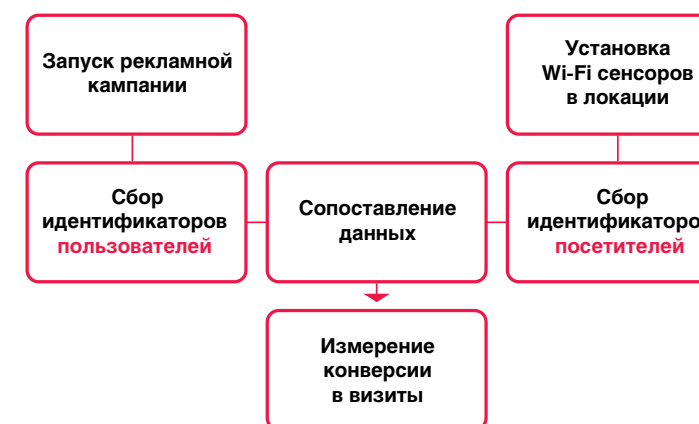 Запуск рекламной
кампании
Установка
Wi-Fi сенсоров
в локации
Сбор
идентификаторов
пользователей
Сопоставление
данных
Сбор
идентификаторо
посетителей
Измерение
конверсии
в визиты